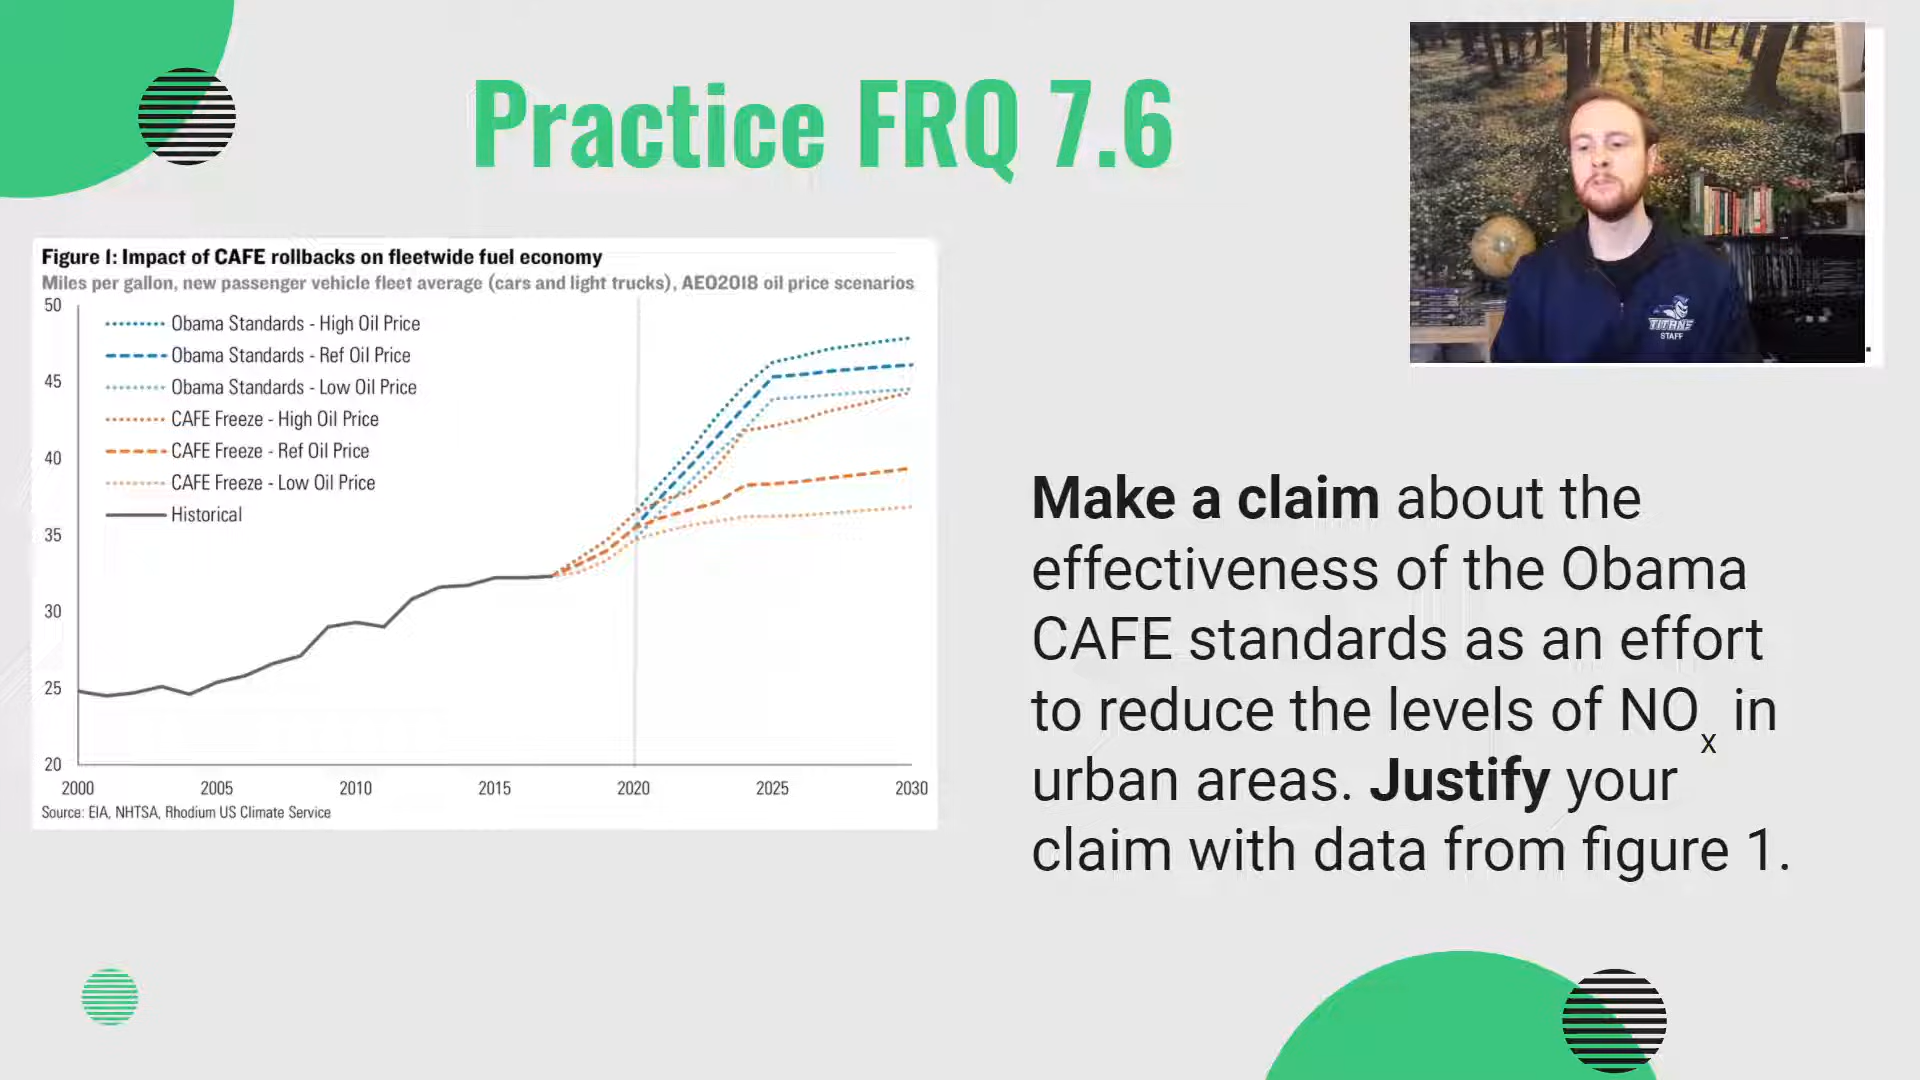 Practice FRQ 7.6
TITANS
STAFF
Figure 1: Impact of CAFE rollbacks on fleetwide fuel economy
Miles per gallon, new passenger vehicle fleet average (cars and light trucks), AEO2018 oil price scenarios
50
45
40
35
30
25
20
Obama Standards - High Oil Price
Obama Standards - Ref Oil Price
Obama Standards - Low Oil Price
CAFE Freeze - High Oil Price
CAFE Freeze - Ref Oil Price
CAFE Freeze - Low Oil Price
Historical
2000 2005 2010 2015 2020 2025 2030
Source: EIA, NHTSA, Rhodium US Climate Service
Make a claim about the
effectiveness of the Obama
CAFE standards as an effort
to reduce the levels of NOx in
urban areas. Justify your
claim with data from figure 1.